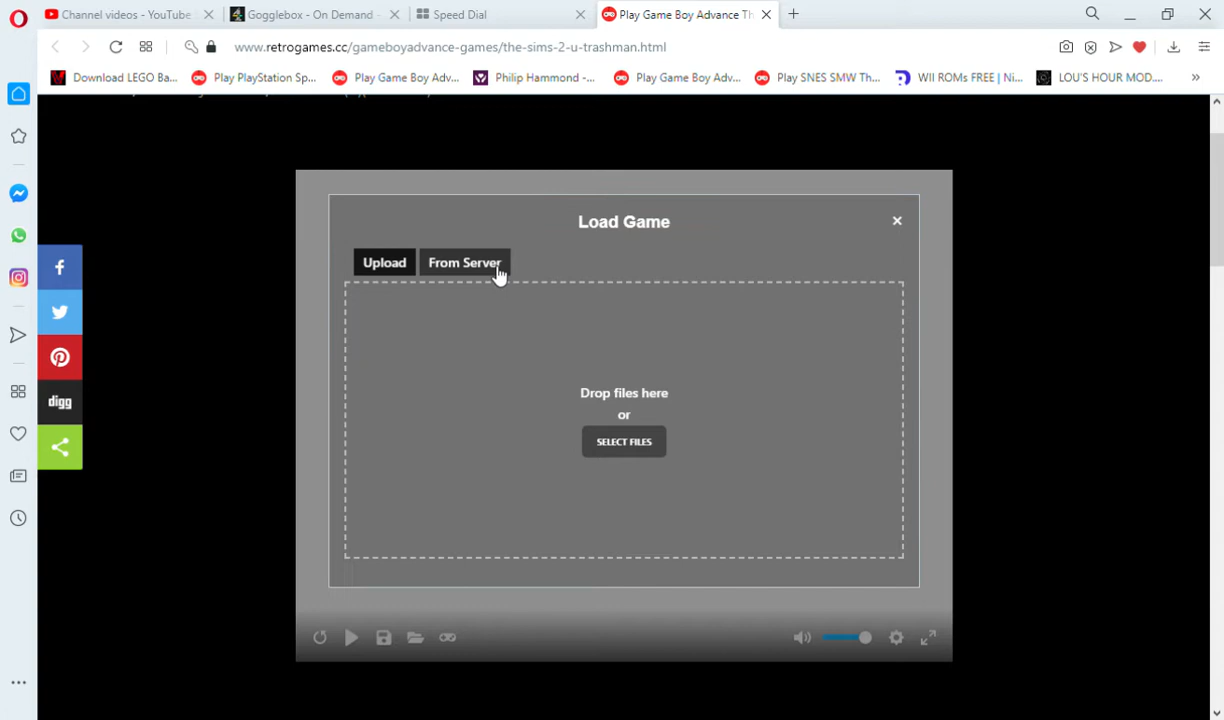 Channel videos - YouTube
Gogglebox - On Demand -
Speed Dial
Play Game Boy Advance Th
www.retrogames.cc/gameboyadvance-games/the-sims-2-u-trashman.html
Download LEGO Ba...
Play PlayStation Sp...
Play Game Boy Adv...
Philip Hammond -...
Play Game Boy Adv...
Play SNES SMW Th...
WII ROMs FREE | Ni...
LOU'S HOUR MOD....
Load Game
Upload
From Server
Drop files here
or
SELECT FILES
digg